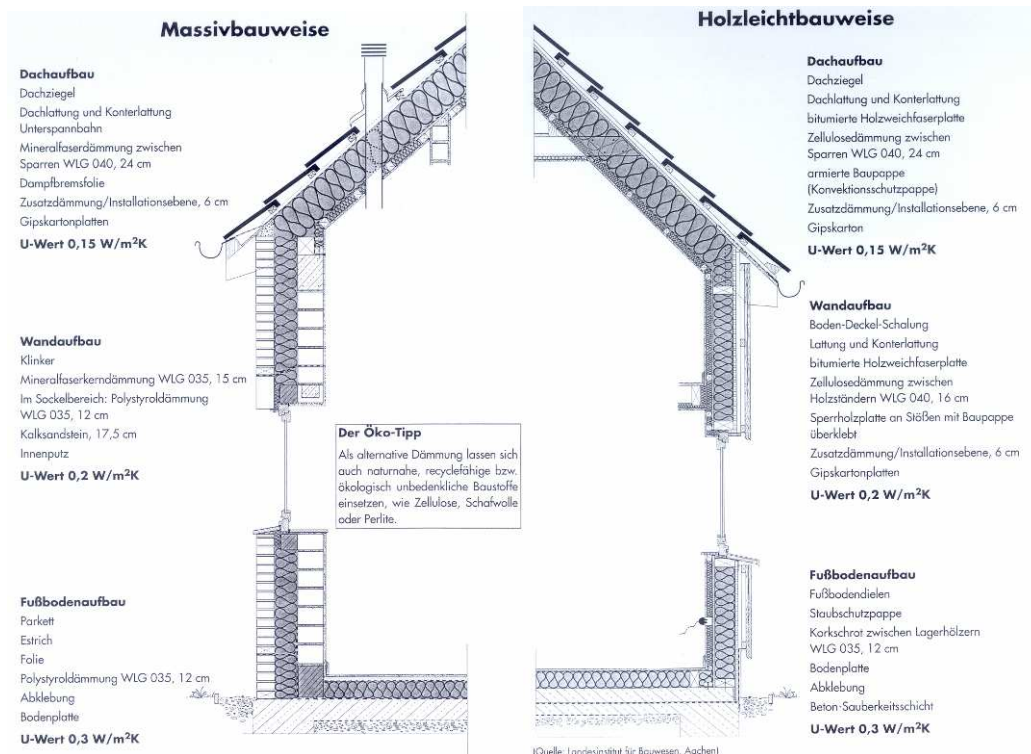 Massivbauweise
Dachaufbau
Dachziegel
Dachlattung und Konterlattung
Unterspannbahn
Mineralfaserdämmung zwischen
Sparren WLG 040, 24 cm
Dampfbremsfolie
Zusatzdämmung/Installationsebene, 6 cm
Gipskartonplatten
U-Wert 0,15 W/m²K
Wandaufbau
Klinker
Mineralfaserkerndämmung WLG 035, 15 cm
Im Sockelbereich: Polystyroldämmung
WLG 035, 12 cm
Kalksandstein, 17,5 cm
Innenputz
U-Wert 0,2 W/m²K
Fußbodenaufbau
Parkett
Estrich
Folie
Polystyroldämmung WLG 035, 12 cm
Abklebung
Bodenplatte
U-Wert 0,3 W/m²K
Der Öko-Tipp
Als alternative Dämmung lassen sich
auch naturnahe, recyclefähige bzw.
ökologisch unbedenkliche Baustoffe
einsetzen, wie Zellulose, Schafwolle
oder Perlite.
Holzleichtbauweise
Dachaufbau
Dachziegel
Dachlattung und Konterlattung
bitumierte Holzweichfaserplatte
Zellulosedämmung zwischen
Sparren WLG 040, 24 cm
armierte Baupappe
(Konvektionsschutzpappe)
Zusatzdämmung/Installationsebene, 6 cm
Gipskarton
U-Wert 0,15 W/m²K
Wandaufbau
Boden-Deckel-Schalung
Lattung und Konterlattung
bitumierte Holzweichfaserplatte
Zellulosedämmung zwischen
Holzständern WLG 040, 16 cm
Sperrholzplatte an Stößen mit Baupappe
überklebt
Zusatzdämmung/Installationsebene, 6 cm
Gipskartonplatten
U-Wert 0,2 W/m²K
Fußbodenaufbau
Fußbodendielen
Staubschutzpappe
Korkschrot zwischen Lagerhölzern
WLG 035, 12 cm
Bodenplatte
Abklebung
Beton-Sauberkeitsschicht
U-Wert 0,3 W/m²K
(Quelle: Landesinstitut für Bauwesen, Aachen)